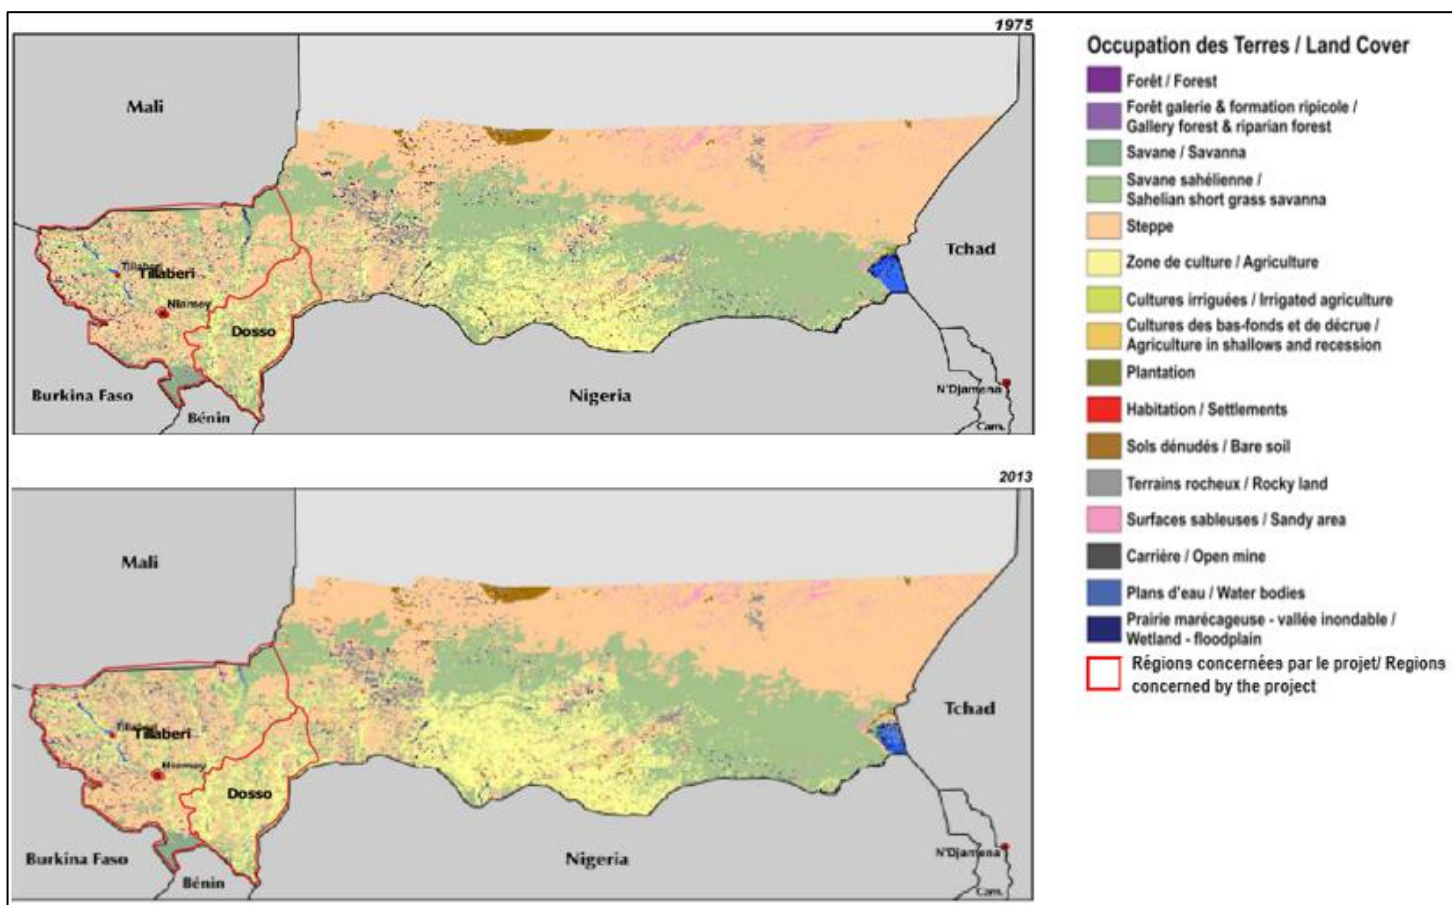 1975
Mali
Tillaberi
Tillaberi
Niamey
Dosso
Burkina Faso
Bénin
Nigeria
Tchad
N'Djamena
Cam.
2013
Mali
Tillaberi
Tillaberi
Niamey
Dosso
Burkina Faso
Bénin
Nigeria
Tchad
N'Djamena
Cam.
Occupation des Terres / Land Cover
Forêt / Forest
Forêt galerie & formation ripicole /
Gallery forest & riparian forest
Savane / Savanna
Savane sahélienne /
Sahelian short grass savanna
Steppe
Zone de culture / Agriculture
Cultures irriguées / Irrigated agriculture
Cultures des bas-fonds et de décrue /
Agriculture in shallows and recession
Plantation
Habitation / Settlements
Sols dénudés / Bare soil
Terrains rocheux / Rocky land
Surfaces sableuses / Sandy area
Carrière / Open mine
Plans d'eau / Water bodies
Prairie marécageuse - vallée inondable /
Wetland - floodplain
Régions concernées par le projet/ Regions
concerned by the project